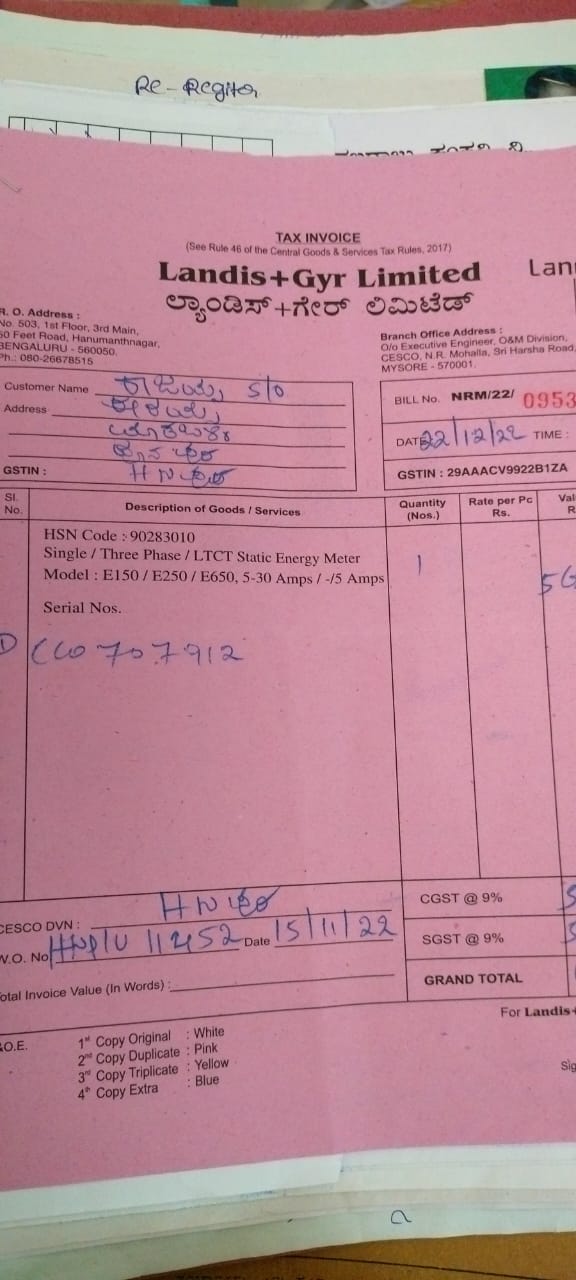 Re-Regiter
TAX INVOICE
(See Rule 46 of the Central Goods & Services Tax Rules, 2017)
Landis+Gyr Limited
Lan
ಲ್ಯಾಂಡಿಸ್+ಗೇರ್ ಲಿಮಿಟೆಡ್
R. O. Address :
No. 503, 1st Floor, 3rd Main,
50 Feet Road, Hanumanthnagar,
BENGALURU - 560050.
Ph.: 080-26678515
Branch Office Address :
O/o Executive Engineer, O&M Division,
CESCO, N.R. Mohalla, Sri Harsha Road,
MYSORE - 570001.
Customer Name S/o
Address
GSTIN :
BILL No. NRM/22/ 0953
DATE 22/12/22 TIME :
GSTIN : 29AAACV9922B1ZA
Sl. No.
Description of Goods / Services
Quantity (Nos.)
Rate per Pc Rs.
Val
R
HSN Code : 90283010
Single / Three Phase / LTCT Static Energy Meter
Model : E150 / E250 / E650, 5-30 Amps / -/5 Amps
1
Serial Nos.
707912
CESCO DVN :
W.O. No 11452 Date 15/11/22
Total Invoice Value (In Words) :
CGST @ 9%
SGST @ 9%
GRAND TOTAL
For Landis+
&O.E.
1st Copy Original : White
2nd Copy Duplicate : Pink
3rd Copy Triplicate : Yellow
4th Copy Extra : Blue
Sig